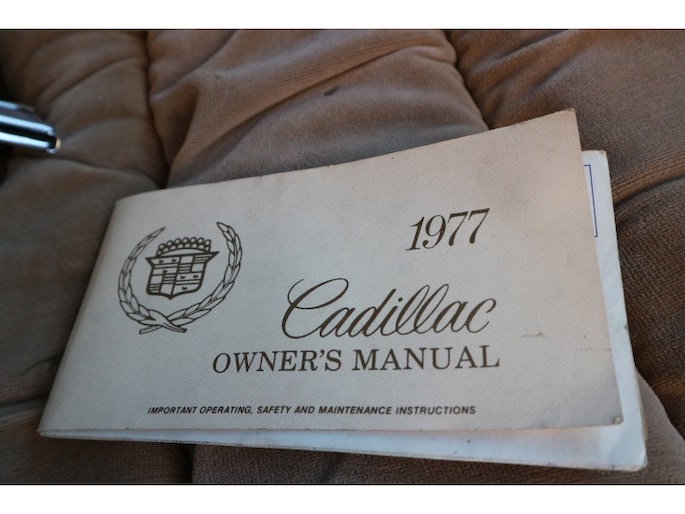 1977
Cadillac
OWNER'S MANUAL
IMPORTANT OPERATING, SAFETY AND MAINTENANCE INSTRUCTIONS